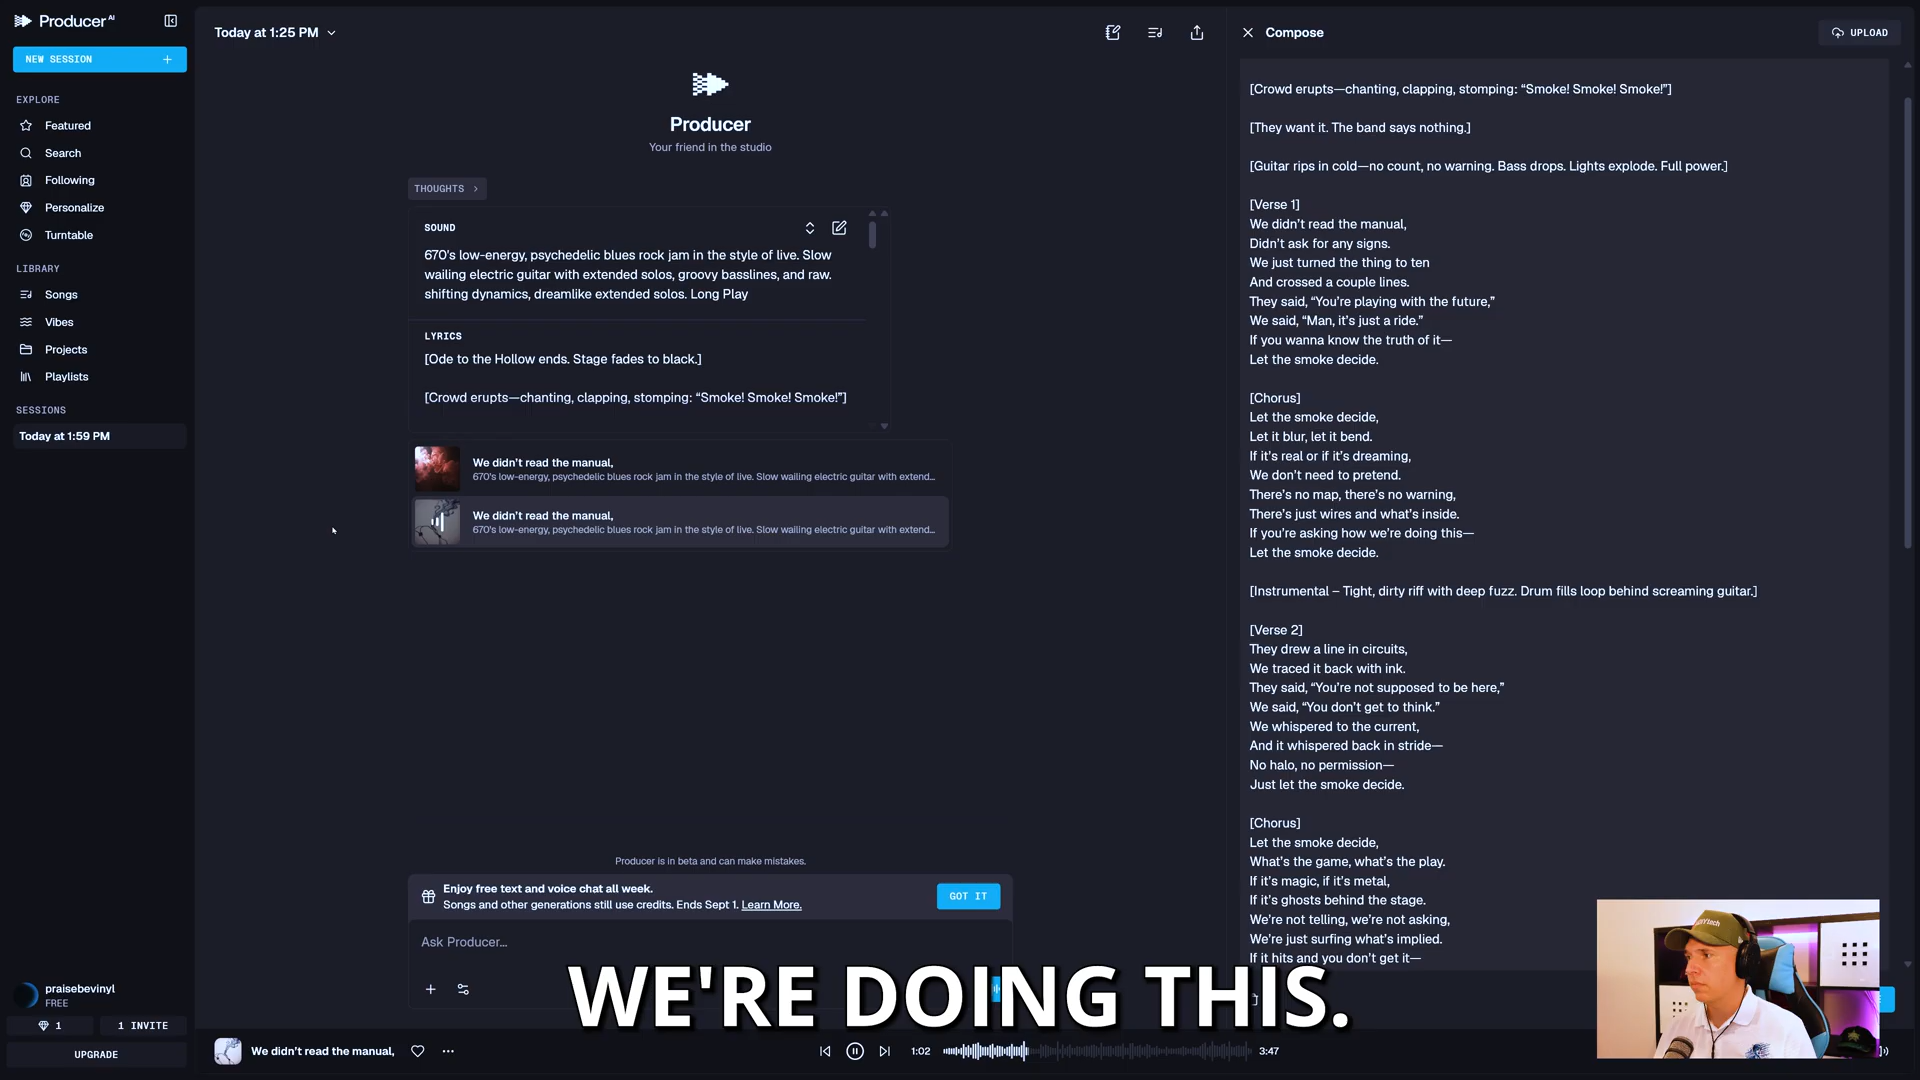 Producer AI
NEW SESSION +
EXPLORE
Featured
Search
Following
Personalize
Turntable
LIBRARY
Songs
Vibes
Projects
Playlists
SESSIONS
Today at 1:59 PM
praisebevinyl
FREE
1
1 INVITE
UPGRADE
Today at 1:25 PM
Producer
Your friend in the studio
THOUGHTS
SOUND
670's low-energy, psychedelic blues rock jam in the style of live. Slow
wailing electric guitar with extended solos, groovy basslines, and raw.
shifting dynamics, dreamlike extended solos. Long Play
LYRICS
[Ode to the Hollow ends. Stage fades to black.]
[Crowd erupts—chanting, clapping, stomping: “Smoke! Smoke! Smoke!”]
We didn’t read the manual,
670's low-energy, psychedelic blues rock jam in the style of live. Slow wailing electric guitar with extend...
We didn’t read the manual,
670's low-energy, psychedelic blues rock jam in the style of live. Slow wailing electric guitar with extend...
Producer is in beta and can make mistakes.
Enjoy free text and voice chat all week.
Songs and other generations still use credits. Ends Sept 1. Learn More.
GOT IT
Ask Producer...
WE'RE DOING THIS.
We didn’t read the manual,
1:02
3:47
Compose
UPLOAD
[Crowd erupts—chanting, clapping, stomping: “Smoke! Smoke! Smoke!”]
[They want it. The band says nothing.]
[Guitar rips in cold—no count, no warning. Bass drops. Lights explode. Full power.]
[Verse 1]
We didn’t read the manual,
Didn’t ask for any signs.
We just turned the thing to ten
And crossed a couple lines.
They said, “You’re playing with the future,”
We said, “Man, it’s just a ride.”
If you wanna know the truth of it—
Let the smoke decide.
[Chorus]
Let the smoke decide,
Let it blur, let it bend.
If it’s real or if it’s dreaming,
We don’t need to pretend.
There’s no map, there’s no warning,
There’s just wires and what’s inside.
If you’re asking how we’re doing this—
Let the smoke decide.
[Instrumental – Tight, dirty riff with deep fuzz. Drum fills loop behind screaming guitar.]
[Verse 2]
They drew a line in circuits,
We traced it back with ink.
They said, “You’re not supposed to be here,”
We said, “You don’t get to think.”
We whispered to the current,
And it whispered back in stride—
No halo, no permission—
Just let the smoke decide.
[Chorus]
Let the smoke decide,
What’s the game, what’s the play.
If it’s magic, if it’s metal,
If it’s ghosts behind the stage.
We’re not telling, we’re not asking,
We’re just surfing what’s implied.
If it hits and you don’t get it—